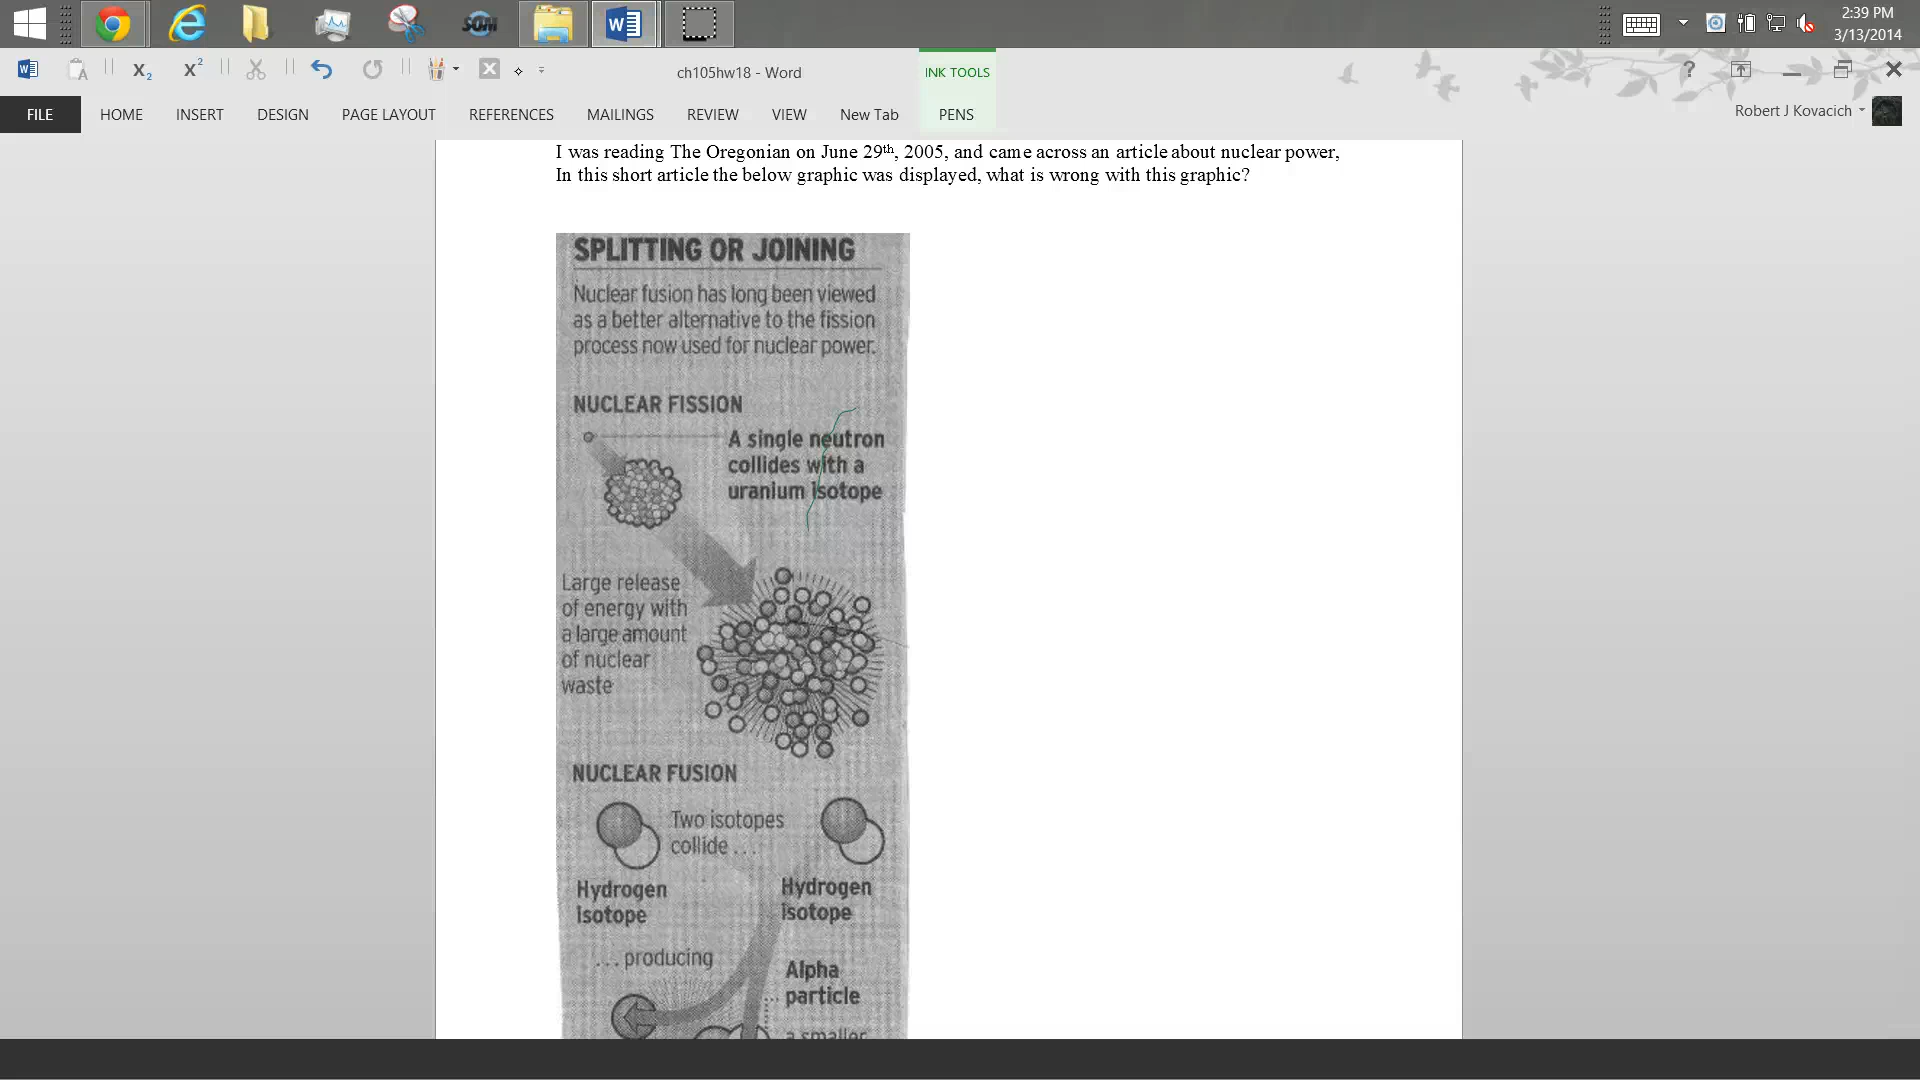 2:39 PM
3/13/2014
SOM
ch105hw18 - Word
INK TOOLS
FILE HOME INSERT DESIGN PAGE LAYOUT REFERENCES MAILINGS REVIEW VIEW New Tab PENS
Robert J Kovacich
I was reading The Oregonian on June 29th, 2005, and came across an article about nuclear power,
In this short article the below graphic was displayed, what is wrong with this graphic?
SPLITTING OR JOINING
Nuclear fusion has long been viewed
as a better alternative to the fission
process now used for nuclear power.
NUCLEAR FISSION
A single neutron
collides with a
uranium isotope
Large release
of energy with
a large amount
of nuclear
waste
NUCLEAR FUSION
Two isotopes
collide . . .
Hydrogen
isotope
Hydrogen
isotope
. . . producing
Alpha
particle
a smaller